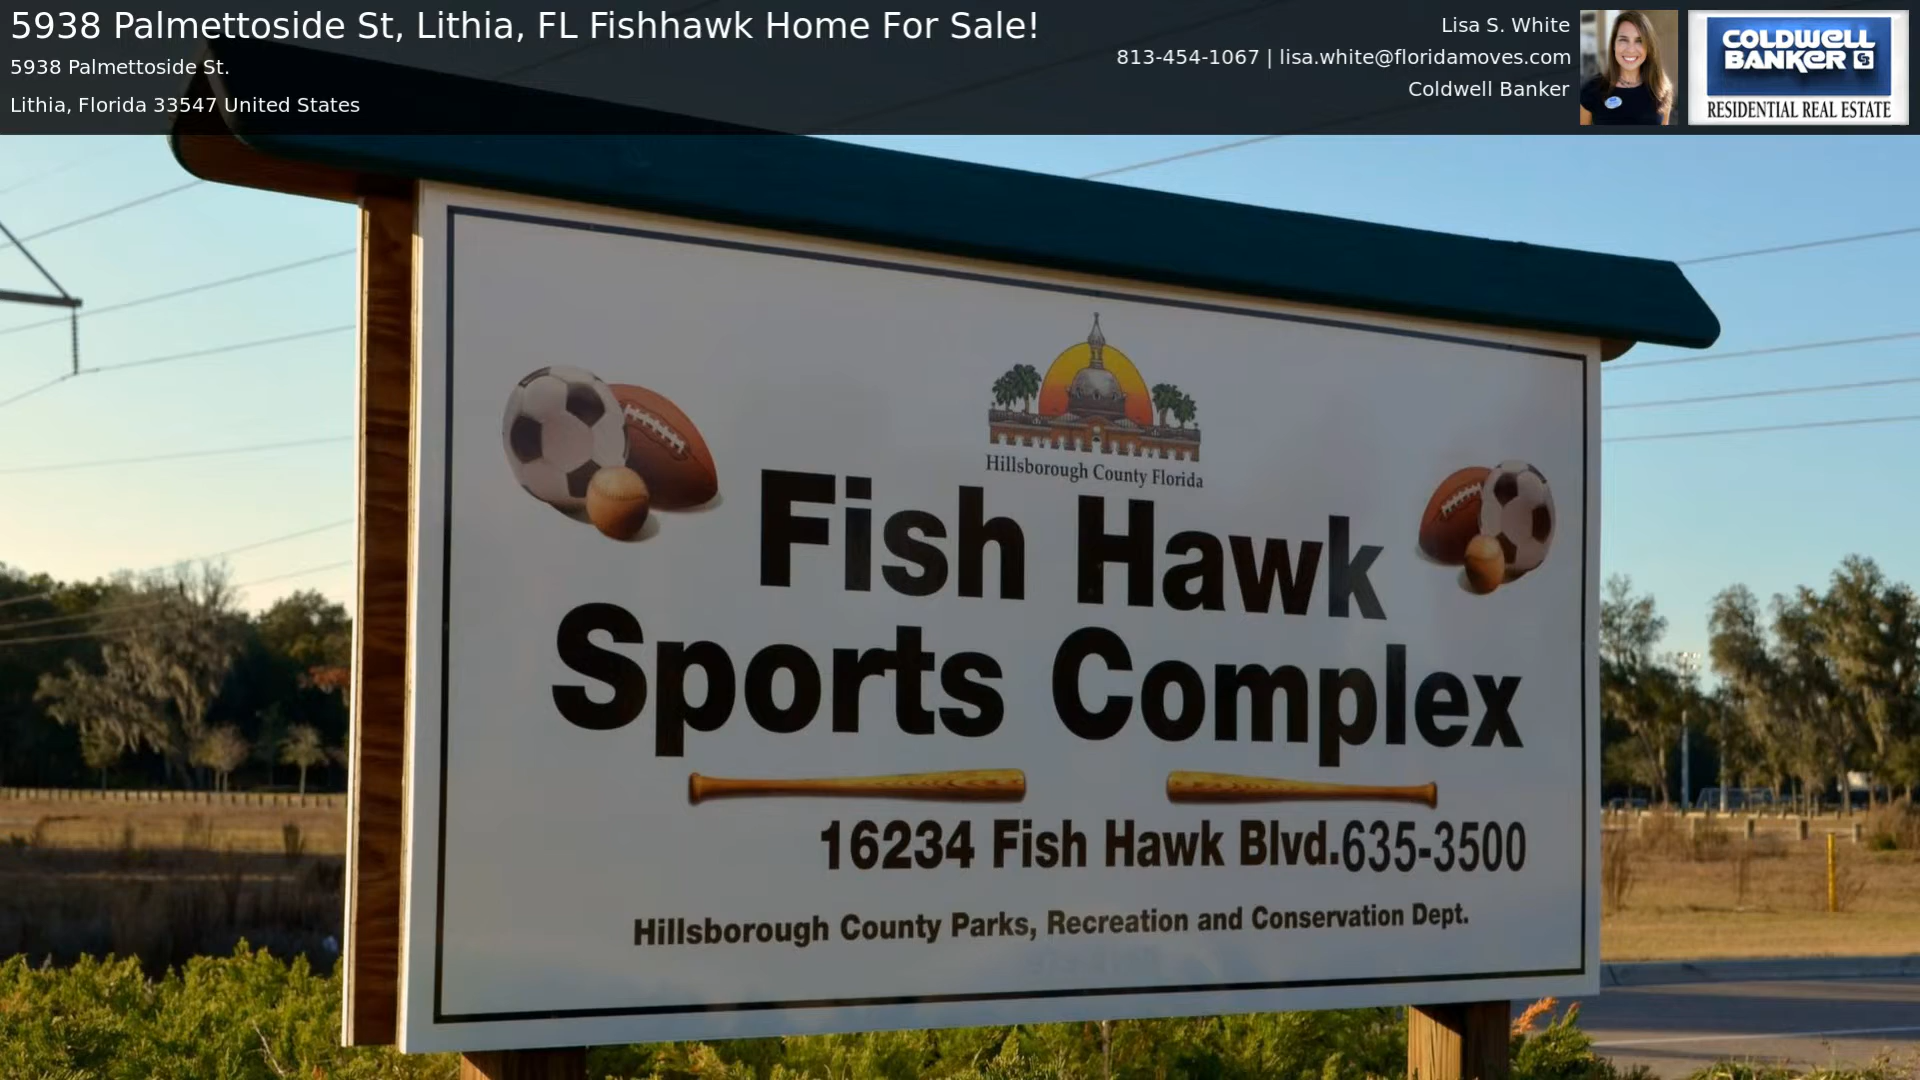 5938 Palmettoside St, Lithia, FL Fishhawk Home For Sale!
5938 Palmettoside St.
Lithia, Florida 33547 United States
Lisa S. White
813-454-1067 | lisa.white@floridamoves.com
Coldwell Banker
COLDWELL
BANKER CB
RESIDENTIAL REAL ESTATE
Hillsborough County Florida
Fish Hawk
Sports Complex
16234 Fish Hawk Blvd.635-3500
Hillsborough County Parks, Recreation and Conservation Dept.